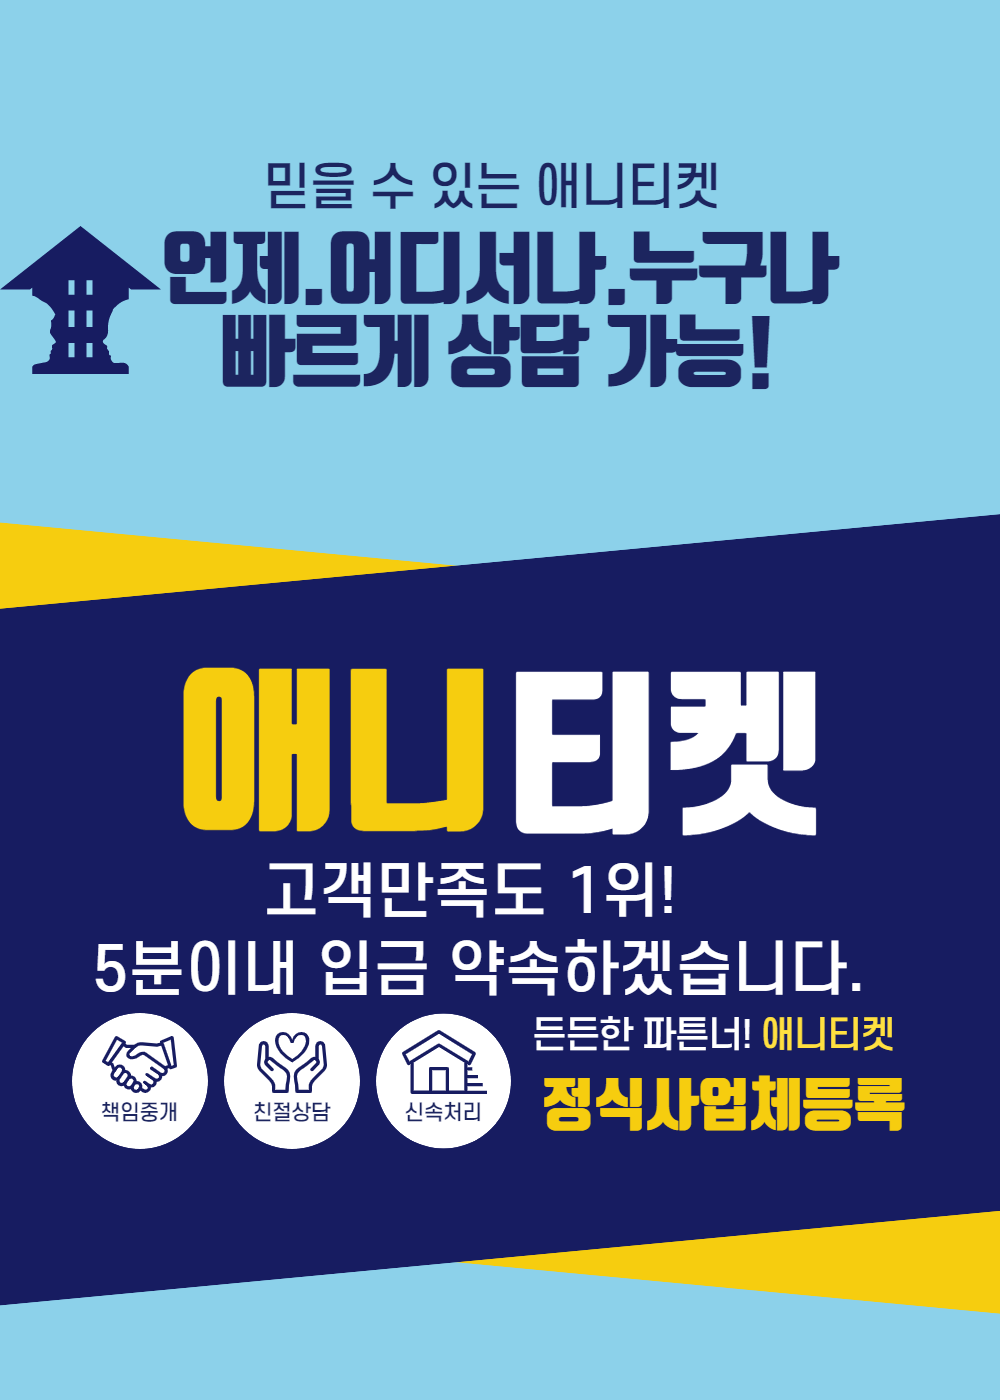 믿을 수 있는 애니티켓
언제.어디서나.누구나
빠르게 상담 가능!
애니티켓
고객만족도 1위!
5분이내 입금 약속하겠습니다.
책임중개
친절상담
신속처리
든든한 파튼너! 애니티켓
정식사업체등록